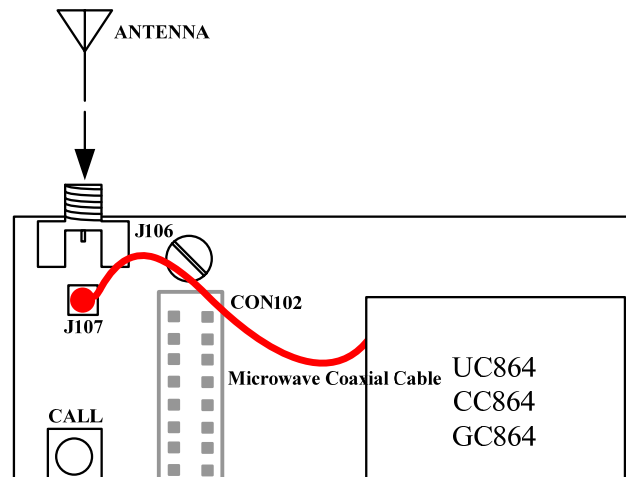 ANTENNA
J106
CON102
J107
Microwave Coaxial Cable
UC864
CC864
GC864
CALL